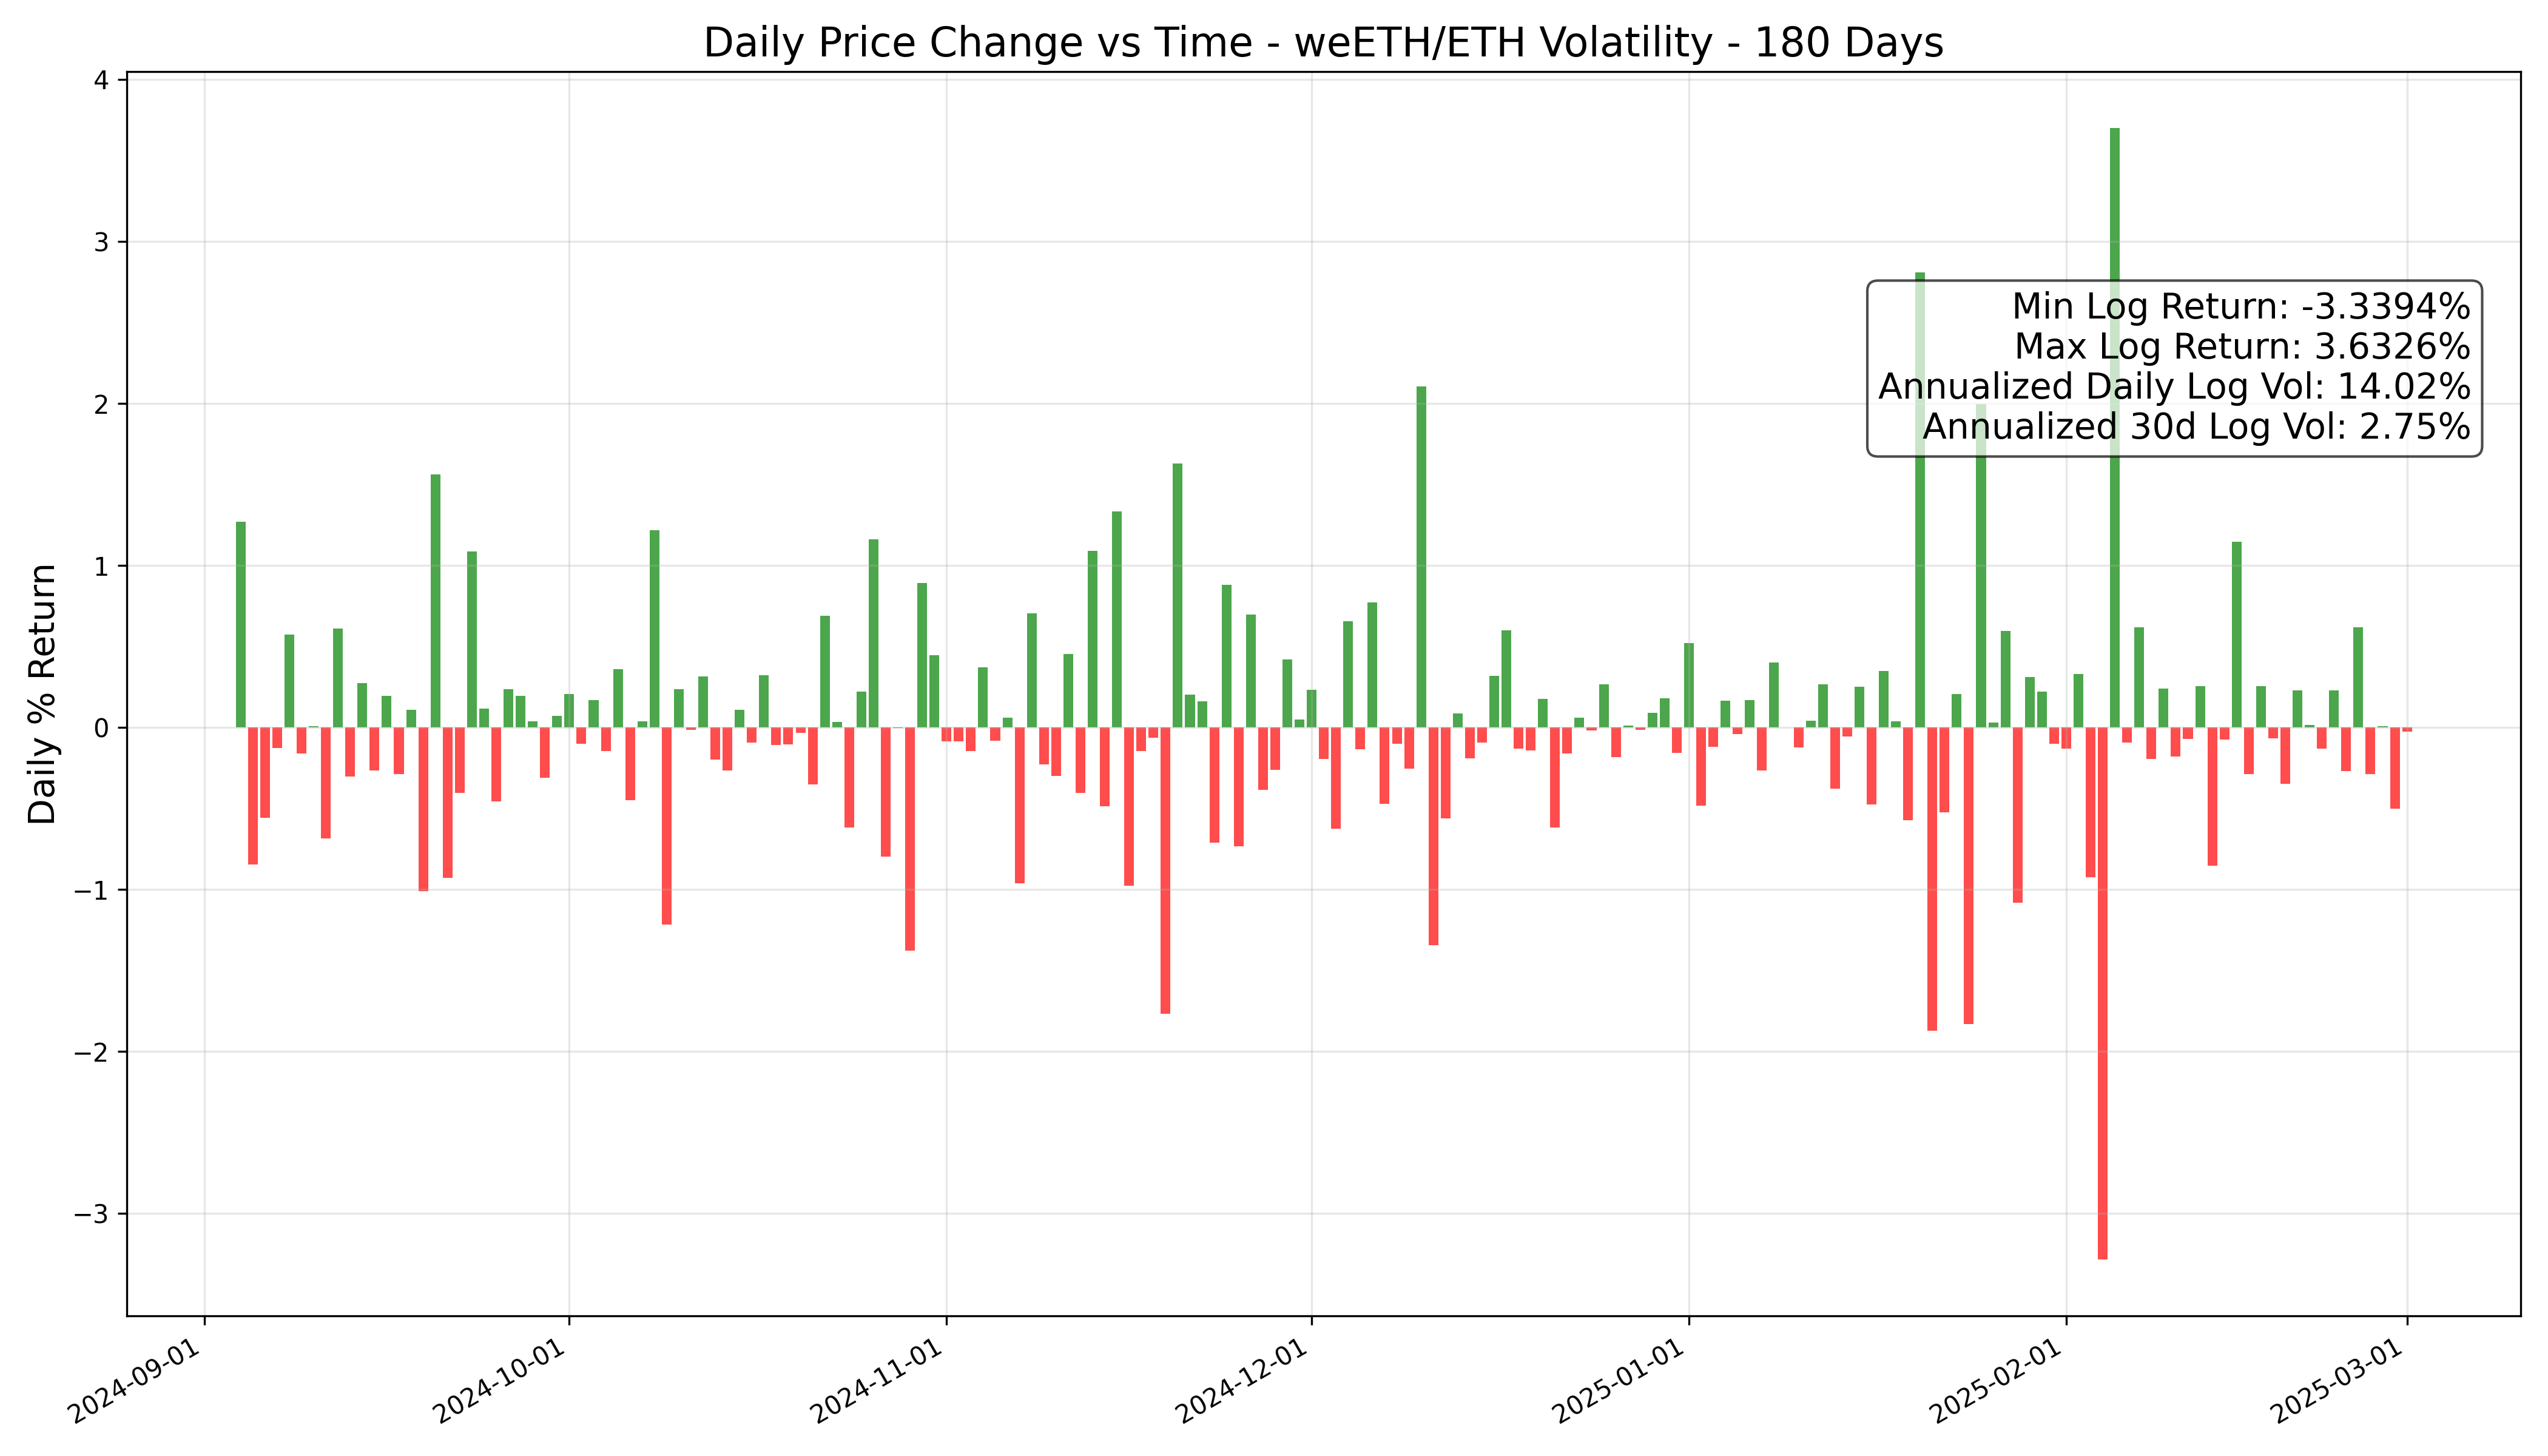 Daily Price Change vs Time - weETH/ETH Volatility - 180 Days
4
3
2
1
0
−1
−2
−3
Daily % Return
Min Log Return: -3.3394%
Max Log Return: 3.6326%
Annualized Daily Log Vol: 14.02%
Annualized 30d Log Vol: 2.75%
2024-09-01
2024-10-01
2024-11-01
2024-12-01
2025-01-01
2025-02-01
2025-03-01